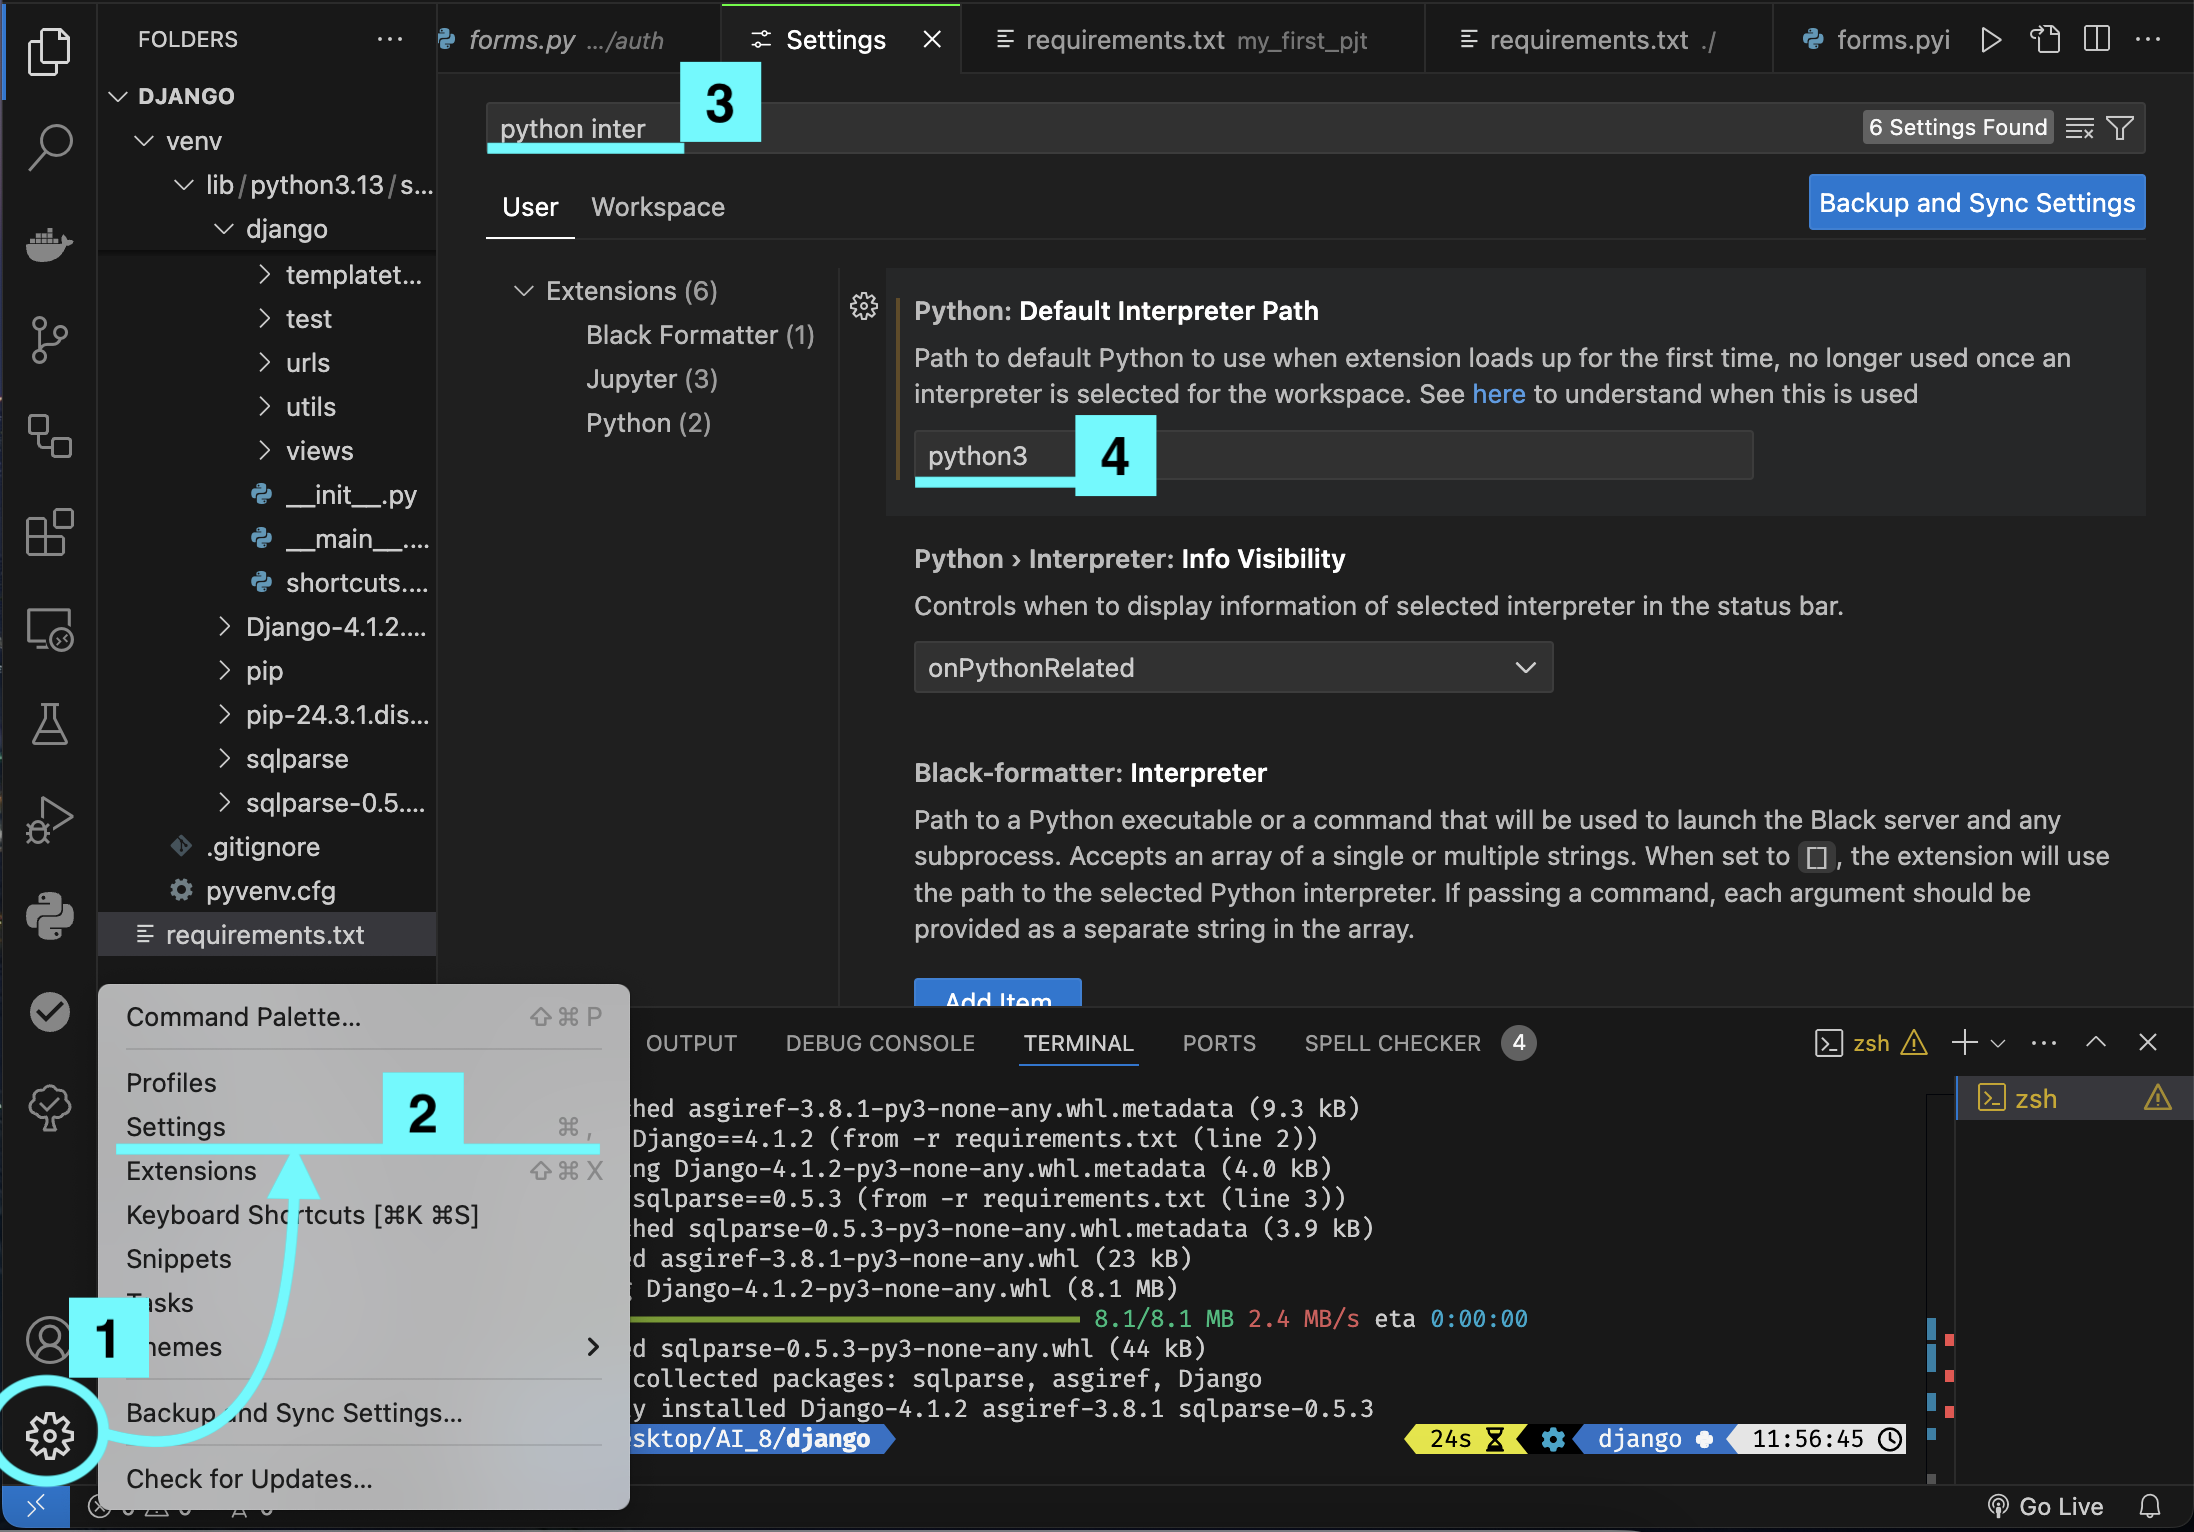 FOLDERS
forms.py .../auth
Settings
requirements.txt my_first_pjt
requirements.txt ./
forms.pyi
DJANGO
venv
lib/python3.13/s...
django
templatet...
test
urls
utils
views
__init__.py
__main__....
shortcuts....
Django-4.1.2....
pip
pip-24.3.1.dis...
sqlparse
sqlparse-0.5....
.gitignore
pyvenv.cfg
requirements.txt
python inter
3
6 Settings Found
User
Workspace
Backup and Sync Settings
Extensions (6)
Black Formatter (1)
Jupyter (3)
Python (2)
Python: Default Interpreter Path
Path to default Python to use when extension loads up for the first time, no longer used once an
interpreter is selected for the workspace. See here to understand when this is used
python3
4
Python › Interpreter: Info Visibility
Controls when to display information of selected interpreter in the status bar.
onPythonRelated
Black-formatter: Interpreter
Path to a Python executable or a command that will be used to launch the Black server and any
subprocess. Accepts an array of a single or multiple strings. When set to [], the extension will use
the path to the selected Python interpreter. If passing a command, each argument should be
provided as a separate string in the array.
Add Item
Command Palette... ⇧⌘P
Profiles
Settings ⌘,
2
Extensions ⇧⌘X
Keyboard Shortcuts [⌘K ⌘S]
Snippets
Tasks
1
hemes
Backup and Sync Settings...
Check for Updates...
OUTPUT
DEBUG CONSOLE
TERMINAL
PORTS
SPELL CHECKER 4
zsh
zsh
hed asgiref-3.8.1-py3-none-any.whl.metadata (9.3 kB)
Django==4.1.2 (from -r requirements.txt (line 2))
ng Django-4.1.2-py3-none-any.whl.metadata (4.0 kB)
sqlparse==0.5.3 (from -r requirements.txt (line 3))
hed sqlparse-0.5.3-py3-none-any.whl.metadata (3.9 kB)
d asgiref-3.8.1-py3-none-any.whl (23 kB)
Django-4.1.2-py3-none-any.whl (8.1 MB)
8.1/8.1 MB 2.4 MB/s eta 0:00:00
d sqlparse-0.5.3-py3-none-any.whl (44 kB)
collected packages: sqlparse, asgiref, Django
y installed Django-4.1.2 asgiref-3.8.1 sqlparse-0.5.3
sktop/AI_8/django
24s
django
11:56:45
Go Live